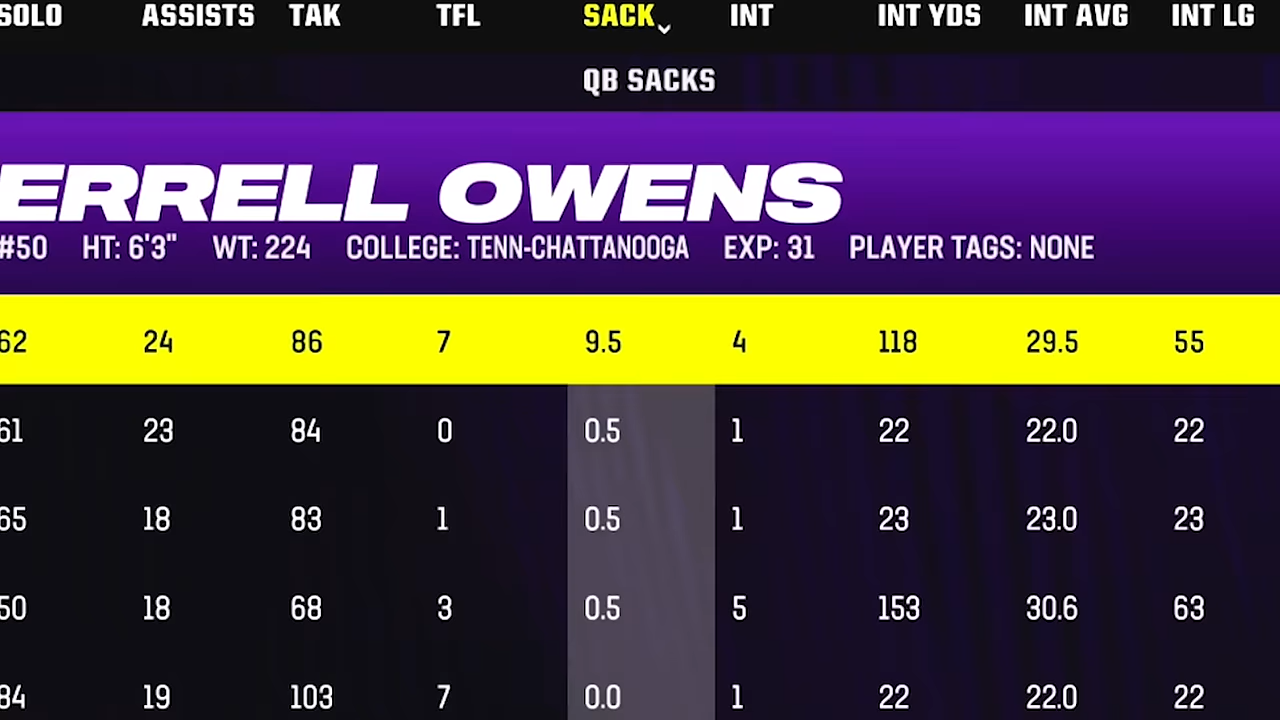 SOLO ASSISTS TAK TFL SACK INT INT YDS INT AVG INT LG
QB SACKS
ERRELL OWENS
#50 HT: 6'3" WT: 224 COLLEGE: TENN-CHATTANOOGA EXP: 31 PLAYER TAGS: NONE
62 24 86 7 9.5 4 118 29.5 55
61 23 84 0 0.5 1 22 22.0 22
65 18 83 1 0.5 1 23 23.0 23
50 18 68 3 0.5 5 153 30.6 63
84 19 103 7 0.0 1 22 22.0 22